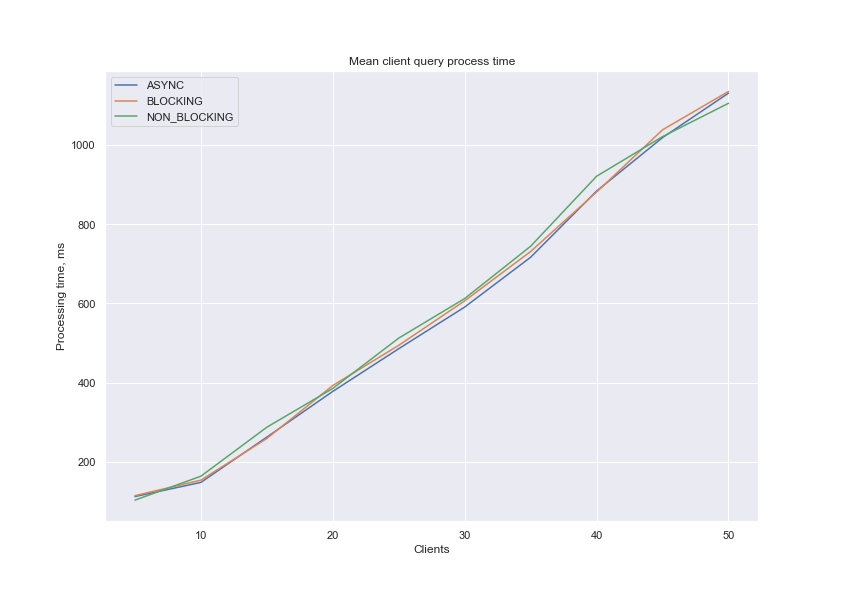 Mean client query process time
ASYNC
BLOCKING
NON_BLOCKING
Processing time, ms
1000
800
600
400
200
10 20 30 40 50
Clients